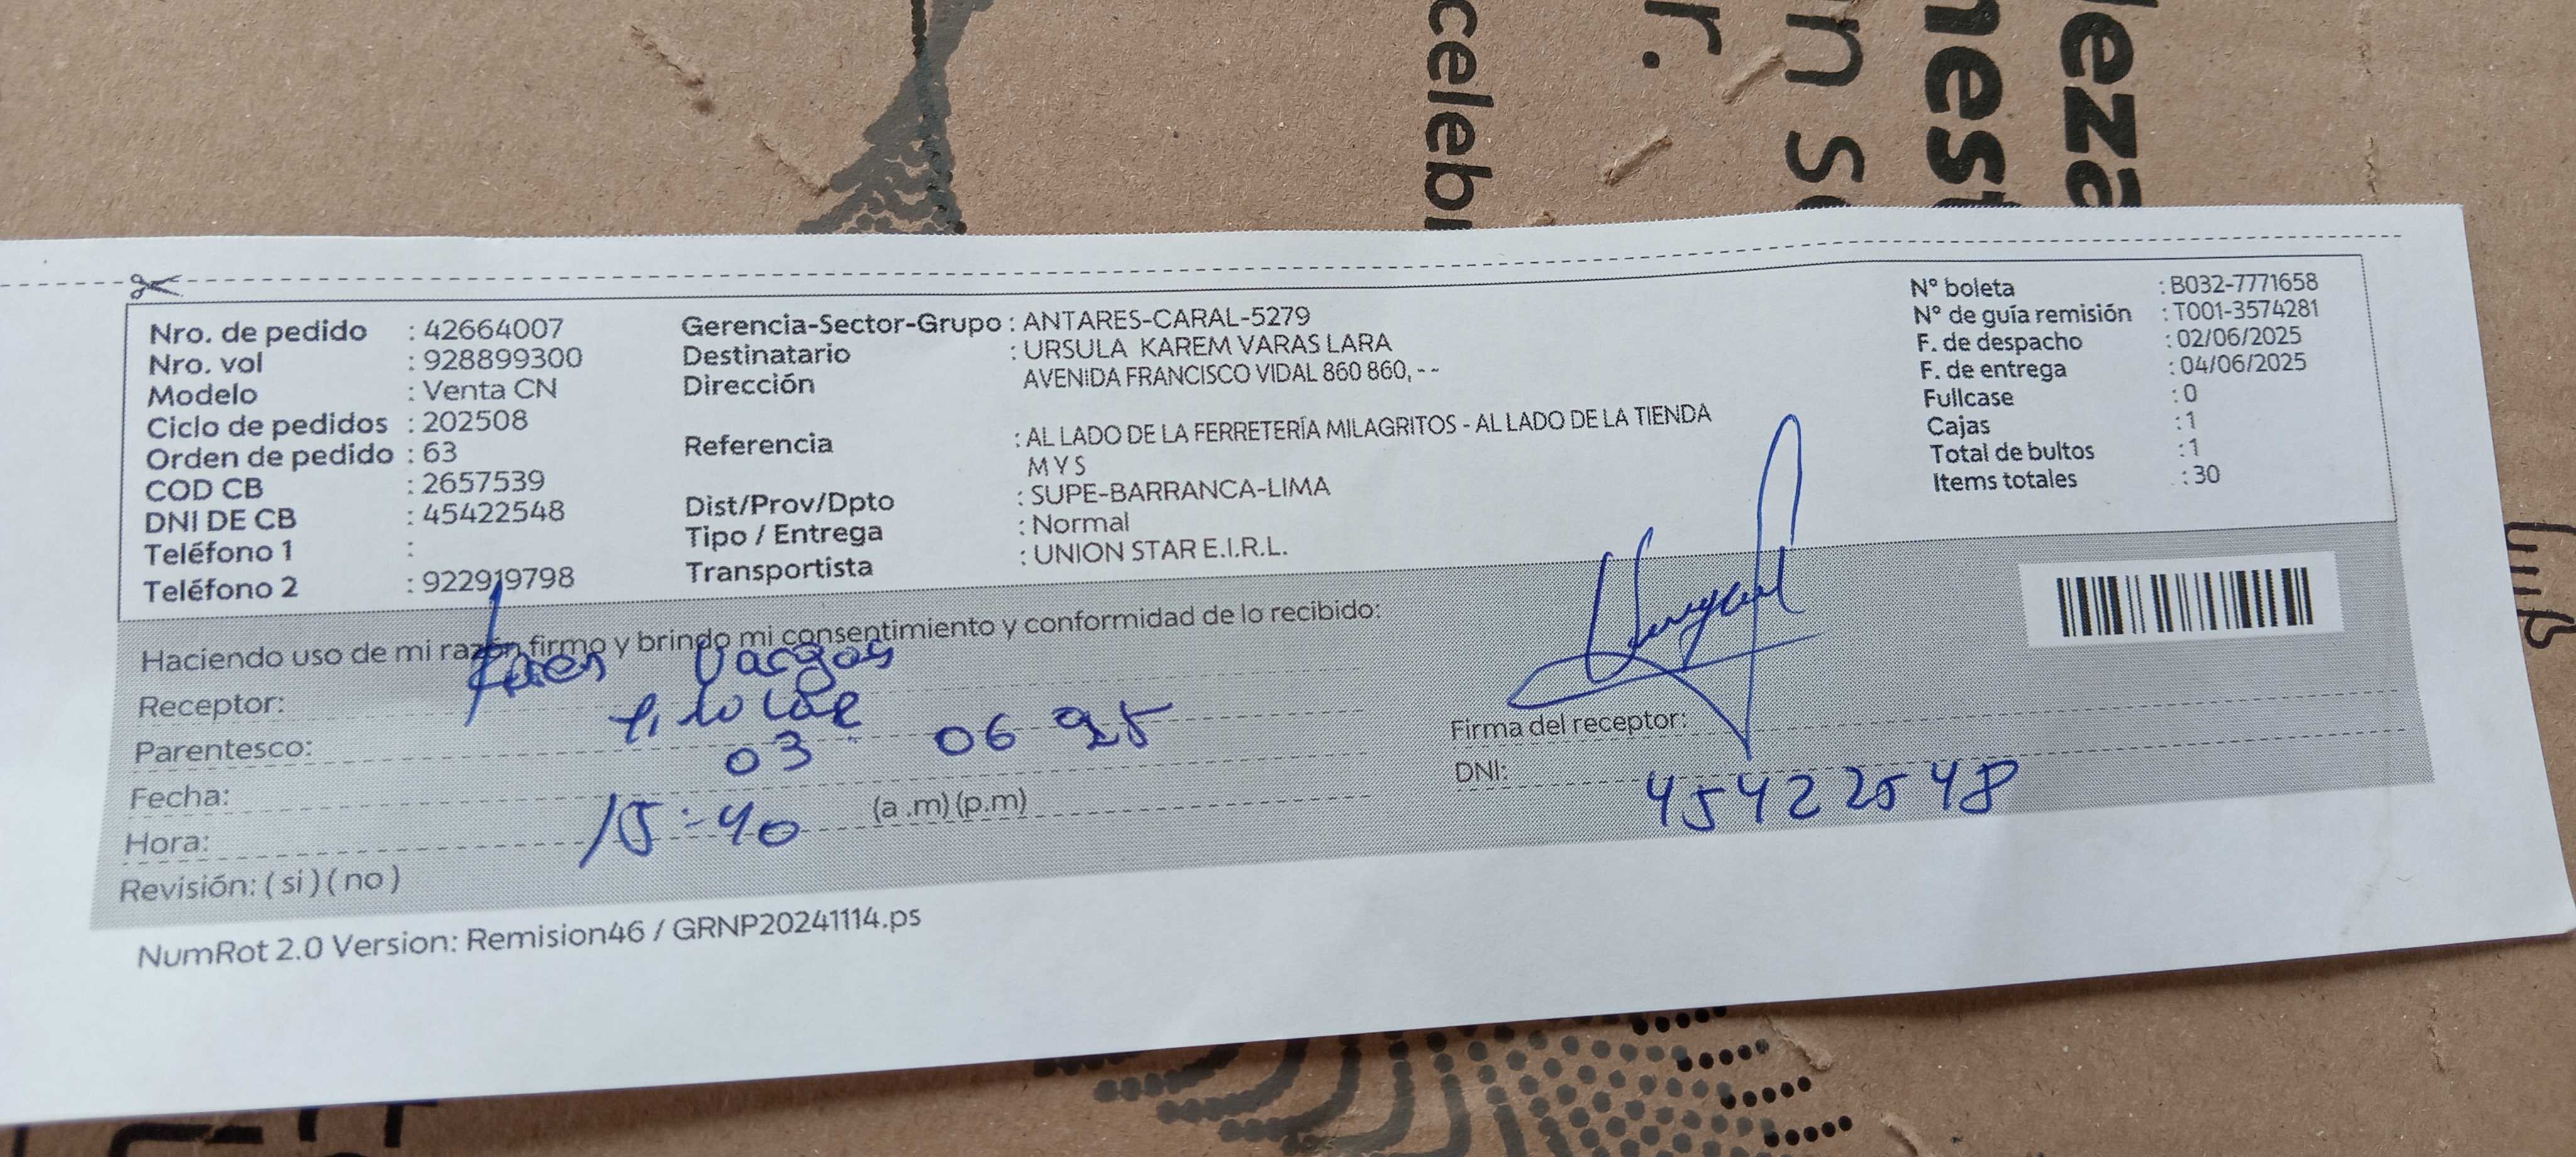 celeb
r.
n so
nest
leza
Nro. de pedido : 42664007
Nro. vol : 928899300
Modelo : Venta CN
Ciclo de pedidos : 202508
Orden de pedido : 63
COD CB : 2657539
DNI DE CB : 45422548
Teléfono 1 :
Teléfono 2 : 922919798
Gerencia-Sector-Grupo : ANTARES-CARAL-5279
Destinatario : URSULA KAREM VARAS LARA
Dirección AVENIDA FRANCISCO VIDAL 860 860, - -
Referencia : AL LADO DE LA FERRETERÍA MILAGRITOS - AL LADO DE LA TIENDA
M Y S
Dist/Prov/Dpto : SUPE-BARRANCA-LIMA
Tipo / Entrega : Normal
Transportista : UNION STAR E.I.R.L.
N° boleta : B032-7771658
N° de guía remisión : T001-3574281
F. de despacho : 02/06/2025
F. de entrega : 04/06/2025
Fullcase : 0
Cajas : 1
Total de bultos : 1
Items totales : 30
Haciendo uso de mi razón firmo y brindo mi consentimiento y conformidad de lo recibido:
Receptor: Vargas
Parentesco: titular
Fecha: 03 06 25
Hora: 15:40 (a .m) (p.m)
Revisión: ( si ) ( no )
Firma del receptor:
DNI: 45422548
NumRot 2.0 Version: Remision46 / GRNP20241114.ps